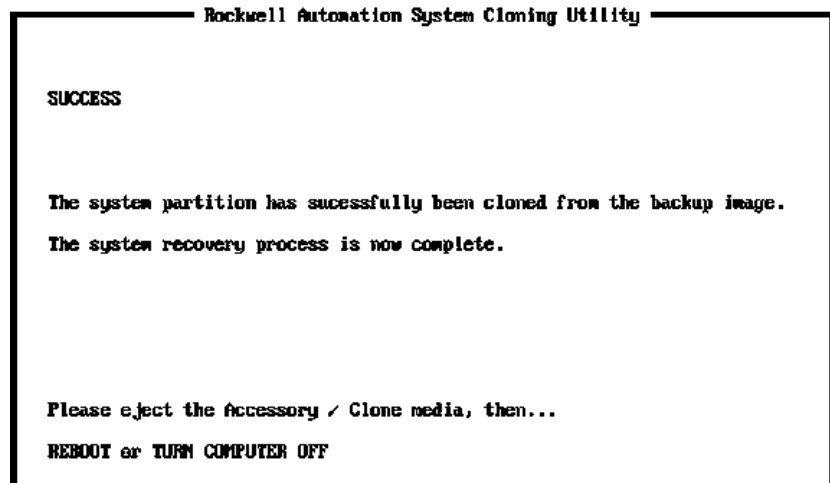 Rockwell Automation System Cloning Utility
SUCCESS
The system partition has sucessfully been cloned from the backup image.
The system recovery process is now complete.
Please eject the Accessory / Clone media, then...
REBOOT or TURN COMPUTER OFF